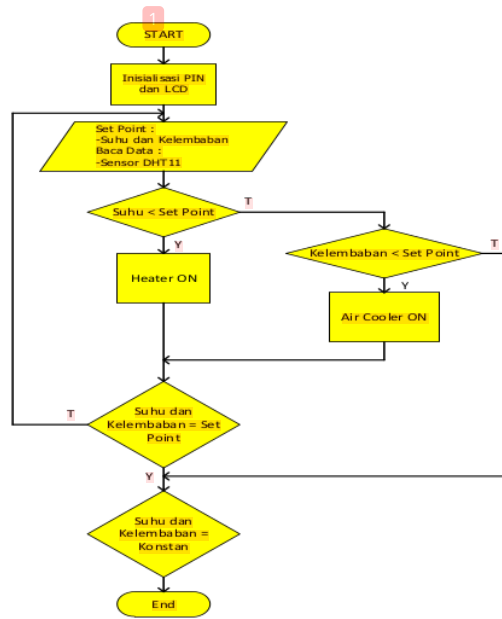 1
START
Inisialisasi PIN
dan LCD
Set Point :
-Suhu dan Kelembaban
Baca Data :
-Sensor DHT11
Suhu < Set Point
T
Y
Kelembaban < Set Point
T
Y
Heater ON
Air Cooler ON
Suhu dan
Kelembaban = Set
Point
T
Y
Suhu dan
Kelembaban =
Konstan
End